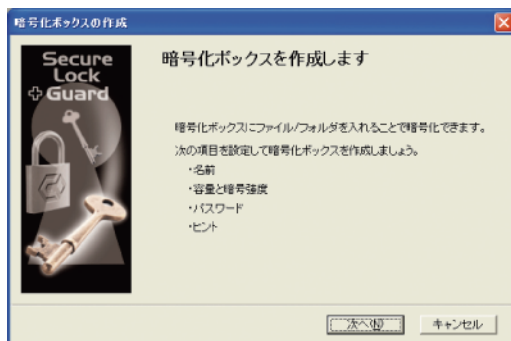 暗号化ボックスの作成
Secure
Lock
Guard
暗号化ボックスを作成します
暗号化ボックスにファイル/フォルダを入れることで暗号化できます。
次の項目を設定して暗号化ボックスを作成しましょう。
・名前
・容量と暗号強度
・パスワード
・ヒント
次へ(N)
キャンセル